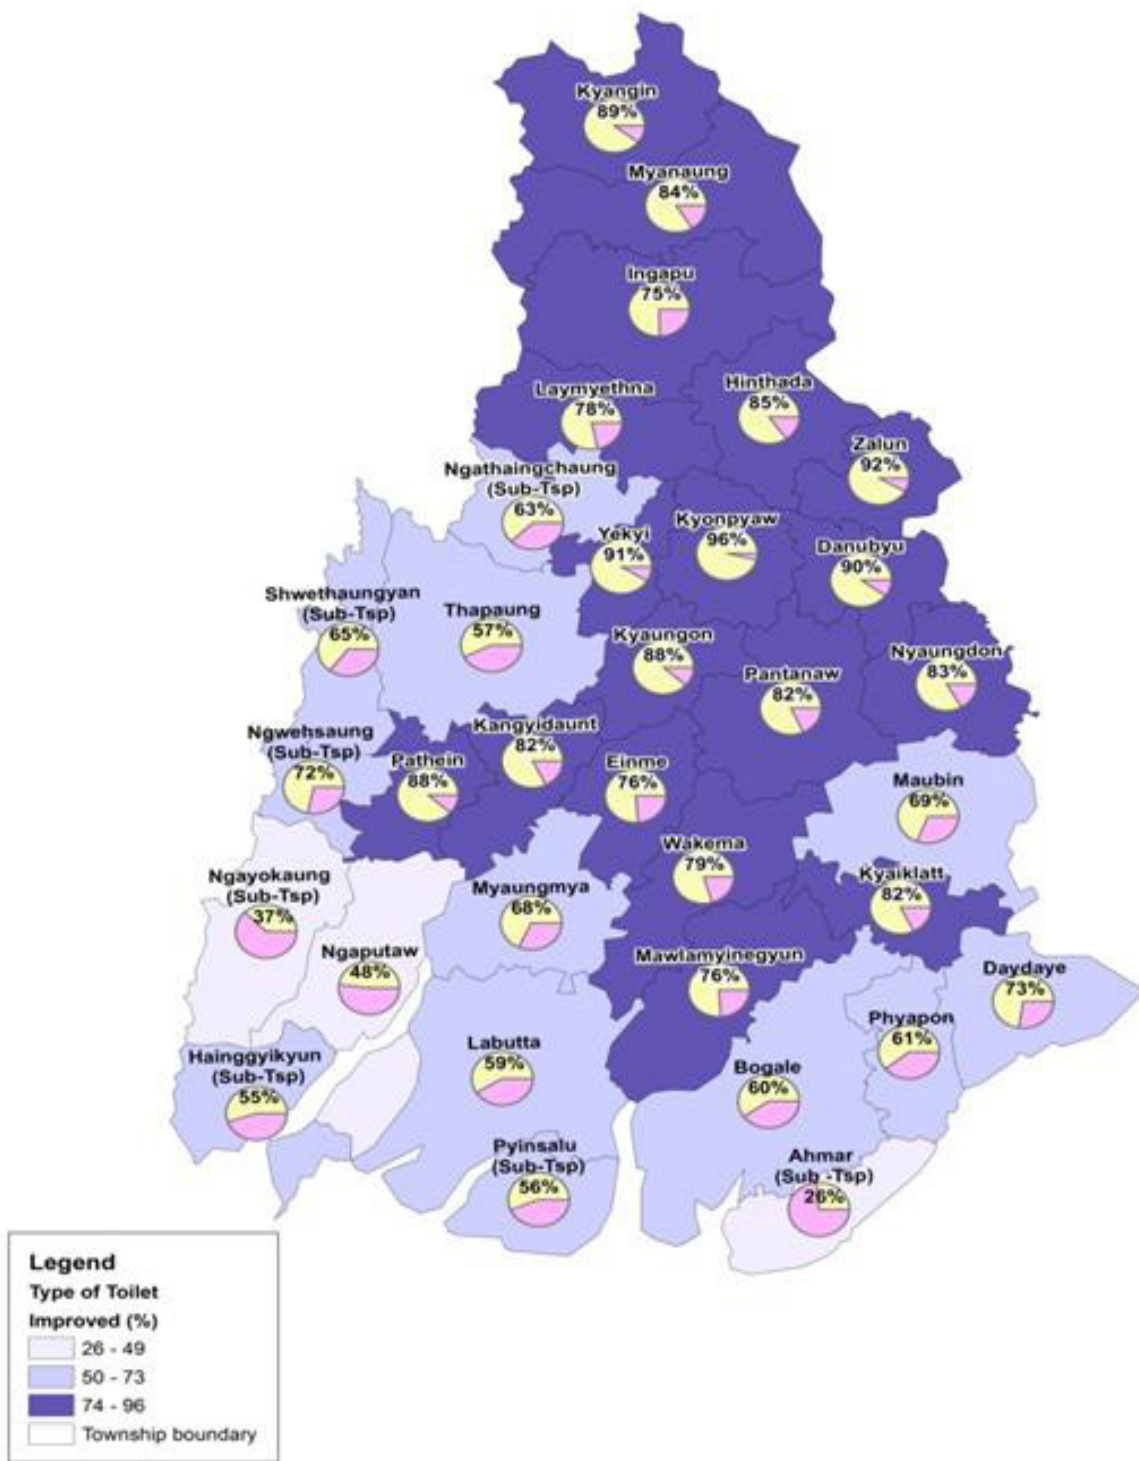 Kyangin
89%
Myanaung
84%
Ingapu
75%
Laymyethna
78%
Hinthada
85%
Zalun
92%
Ngathaingchaung
(Sub-Tsp)
63%
Yekyi
91%
Kyonpyaw
96%
Danubyu
90%
Shwethaungyan
(Sub-Tsp)
65%
Thapaung
57%
Kyaungon
88%
Pantanaw
82%
Nyaungdon
83%
Ngwehsaung
(Sub-Tsp)
72%
Pathein
88%
Kangyidaunt
82%
Einme
76%
Maubin
69%
Wakema
79%
Kyaiklatt
82%
Ngayokaung
(Sub-Tsp)
37%
Myaungmya
68%
Ngaputaw
48%
Mawlamyinegyun
76%
Daydaye
73%
Phyapon
61%
Hainggyikyun
(Sub-Tsp)
55%
Labutta
59%
Bogale
60%
Pyinsalu
(Sub-Tsp)
56%
Ahmar
(Sub -Tsp)
26%
Legend
Type of Toilet
Improved (%)
26 - 49
50 - 73
74 - 96
Township boundary